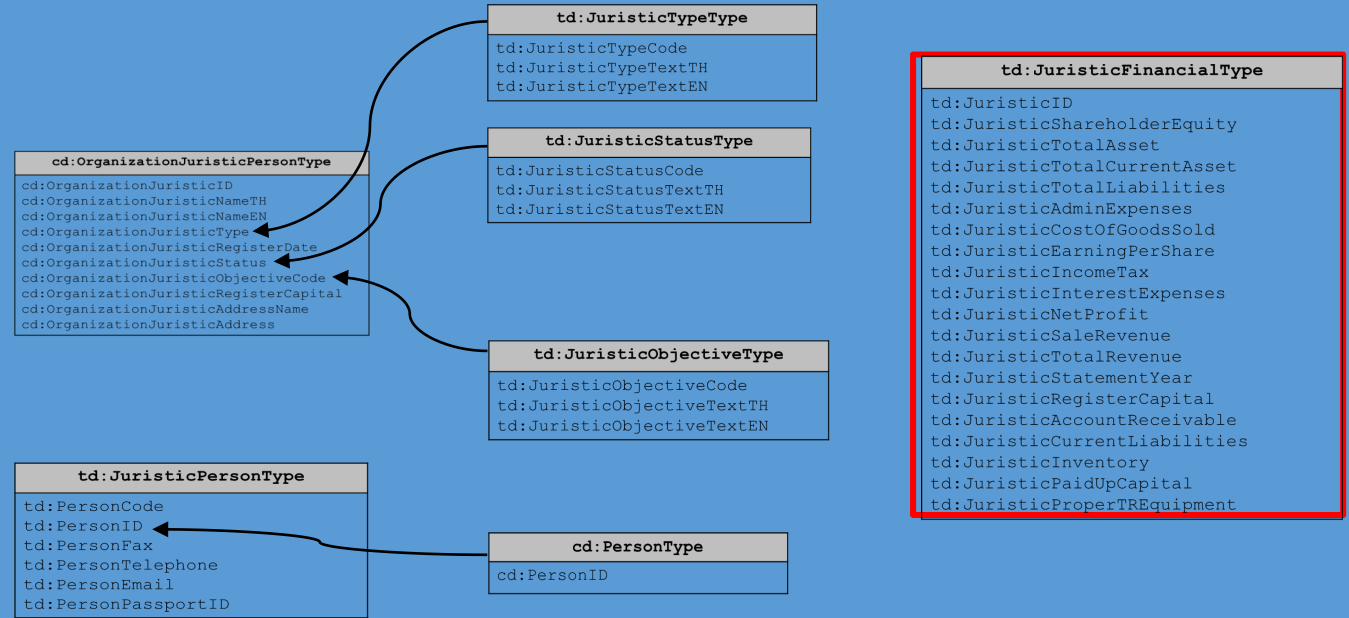 td:JuristicTypeType
td:JuristicTypeCode
td:JuristicTypeTextTH
td:JuristicTypeTextEN
td:JuristicStatusType
td:JuristicStatusCode
td:JuristicStatusTextTH
td:JuristicStatusTextEN
cd:OrganizationJuristicPersonType
cd:OrganizationJuristicID
cd:OrganizationJuristicNameTH
cd:OrganizationJuristicNameEN
cd:OrganizationJuristicType
cd:OrganizationJuristicRegisterDate
cd:OrganizationJuristicStatus
cd:OrganizationJuristicObjectiveCode
cd:OrganizationJuristicRegisterCapital
cd:OrganizationJuristicAddressName
cd:OrganizationJuristicAddress
td:JuristicObjectiveType
td:JuristicObjectiveCode
td:JuristicObjectiveTextTH
td:JuristicObjectiveTextEN
td:JuristicPersonType
td:PersonCode
td:PersonID
td:PersonFax
td:PersonTelephone
td:PersonEmail
td:PersonPassportID
cd:PersonType
cd:PersonID
td:JuristicFinancialType
td:JuristicID
td:JuristicShareholderEquity
td:JuristicTotalAsset
td:JuristicTotalCurrentAsset
td:JuristicTotalLiabilities
td:JuristicAdminExpenses
td:JuristicCostOfGoodsSold
td:JuristicEarningPerShare
td:JuristicIncomeTax
td:JuristicInterestExpenses
td:JuristicNetProfit
td:JuristicSaleRevenue
td:JuristicTotalRevenue
td:JuristicStatementYear
td:JuristicRegisterCapital
td:JuristicAccountReceivable
td:JuristicCurrentLiabilities
td:JuristicInventory
td:JuristicPaidUpCapital
td:JuristicProperTREquipment